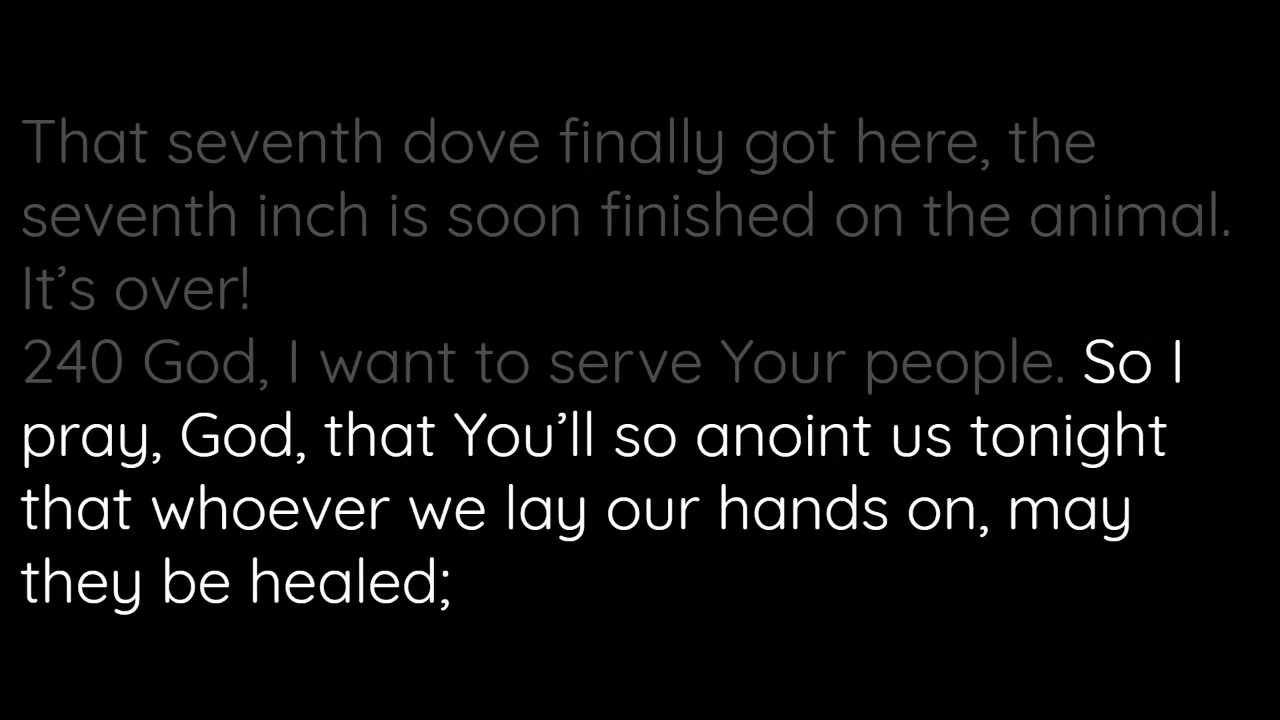 That seventh dove finally got here, the
seventh inch is soon finished on the animal.
It’s over!
240 God, I want to serve Your people. So I
pray, God, that You’ll so anoint us tonight
that whoever we lay our hands on, may
they be healed;